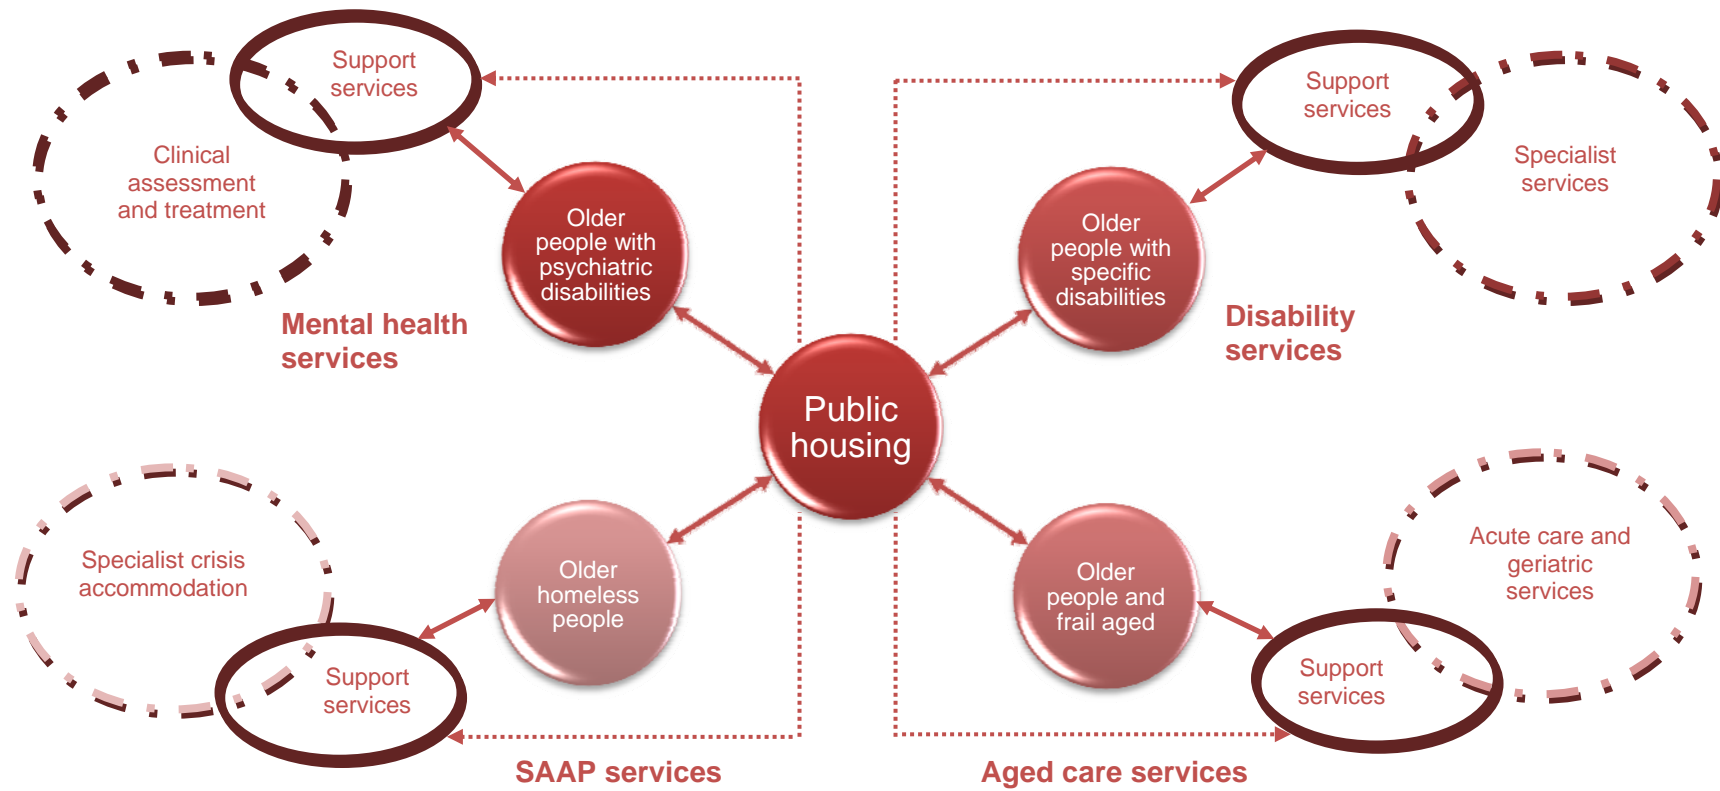 Support
services
Clinical
assessment
and treatment
Older
people with
psychiatric
disabilities
Mental health
services
Support
services
Specialist
services
Older
people with
specific
disabilities
Disability
services
Public
housing
Specialist crisis
accommodation
Older
homeless
people
Support
services
SAAP services
Older
people and
frail aged
Acute care and
geriatric
services
Support
services
Aged care services